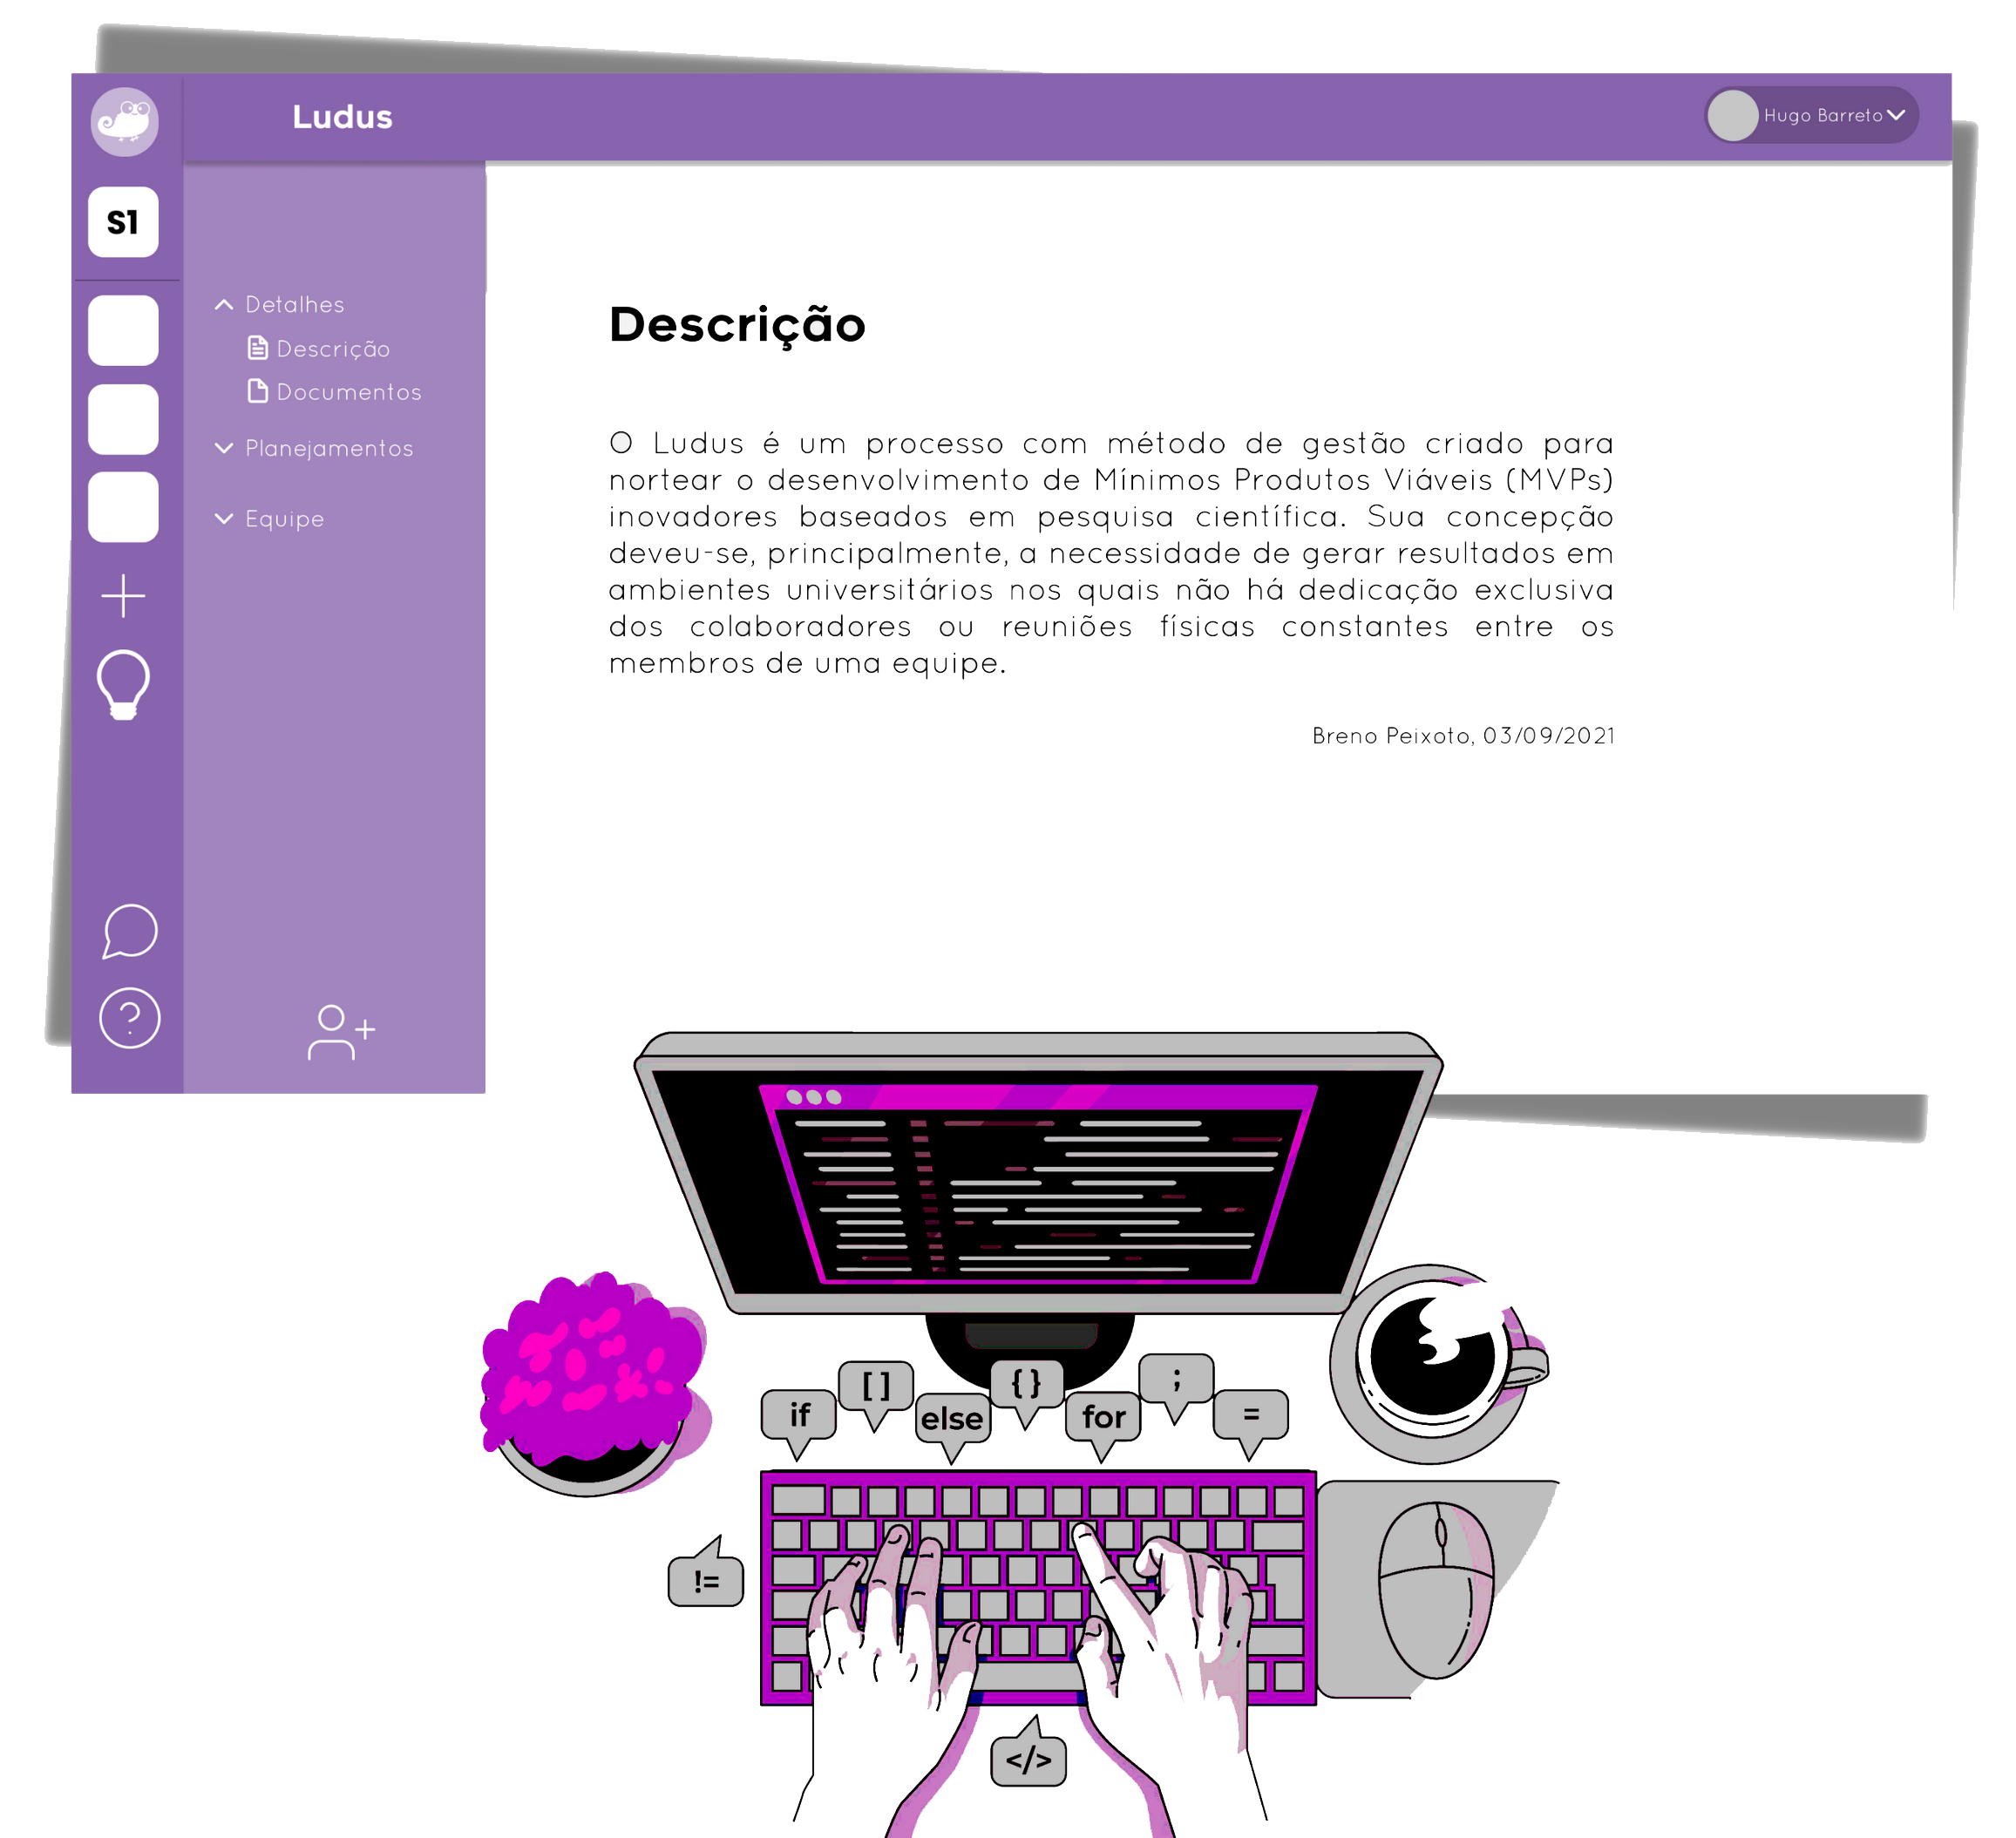 Ludus
Hugo Barreto
S1
Detalhes
Descrição
Documentos
Planejamentos
Equipe
Descrição
O Ludus é um processo com método de gestão criado para
nortear o desenvolvimento de Mínimos Produtos Viáveis (MVPs)
inovadores baseados em pesquisa científica. Sua concepção
deveu-se, principalmente, a necessidade de gerar resultados em
ambientes universitários nos quais não há dedicação exclusiva
dos colaboradores ou reuniões físicas constantes entre os
membros de uma equipe.
Breno Peixoto, 03/09/2021
if
[ ]
else
{ }
for
;
=
!=
</>